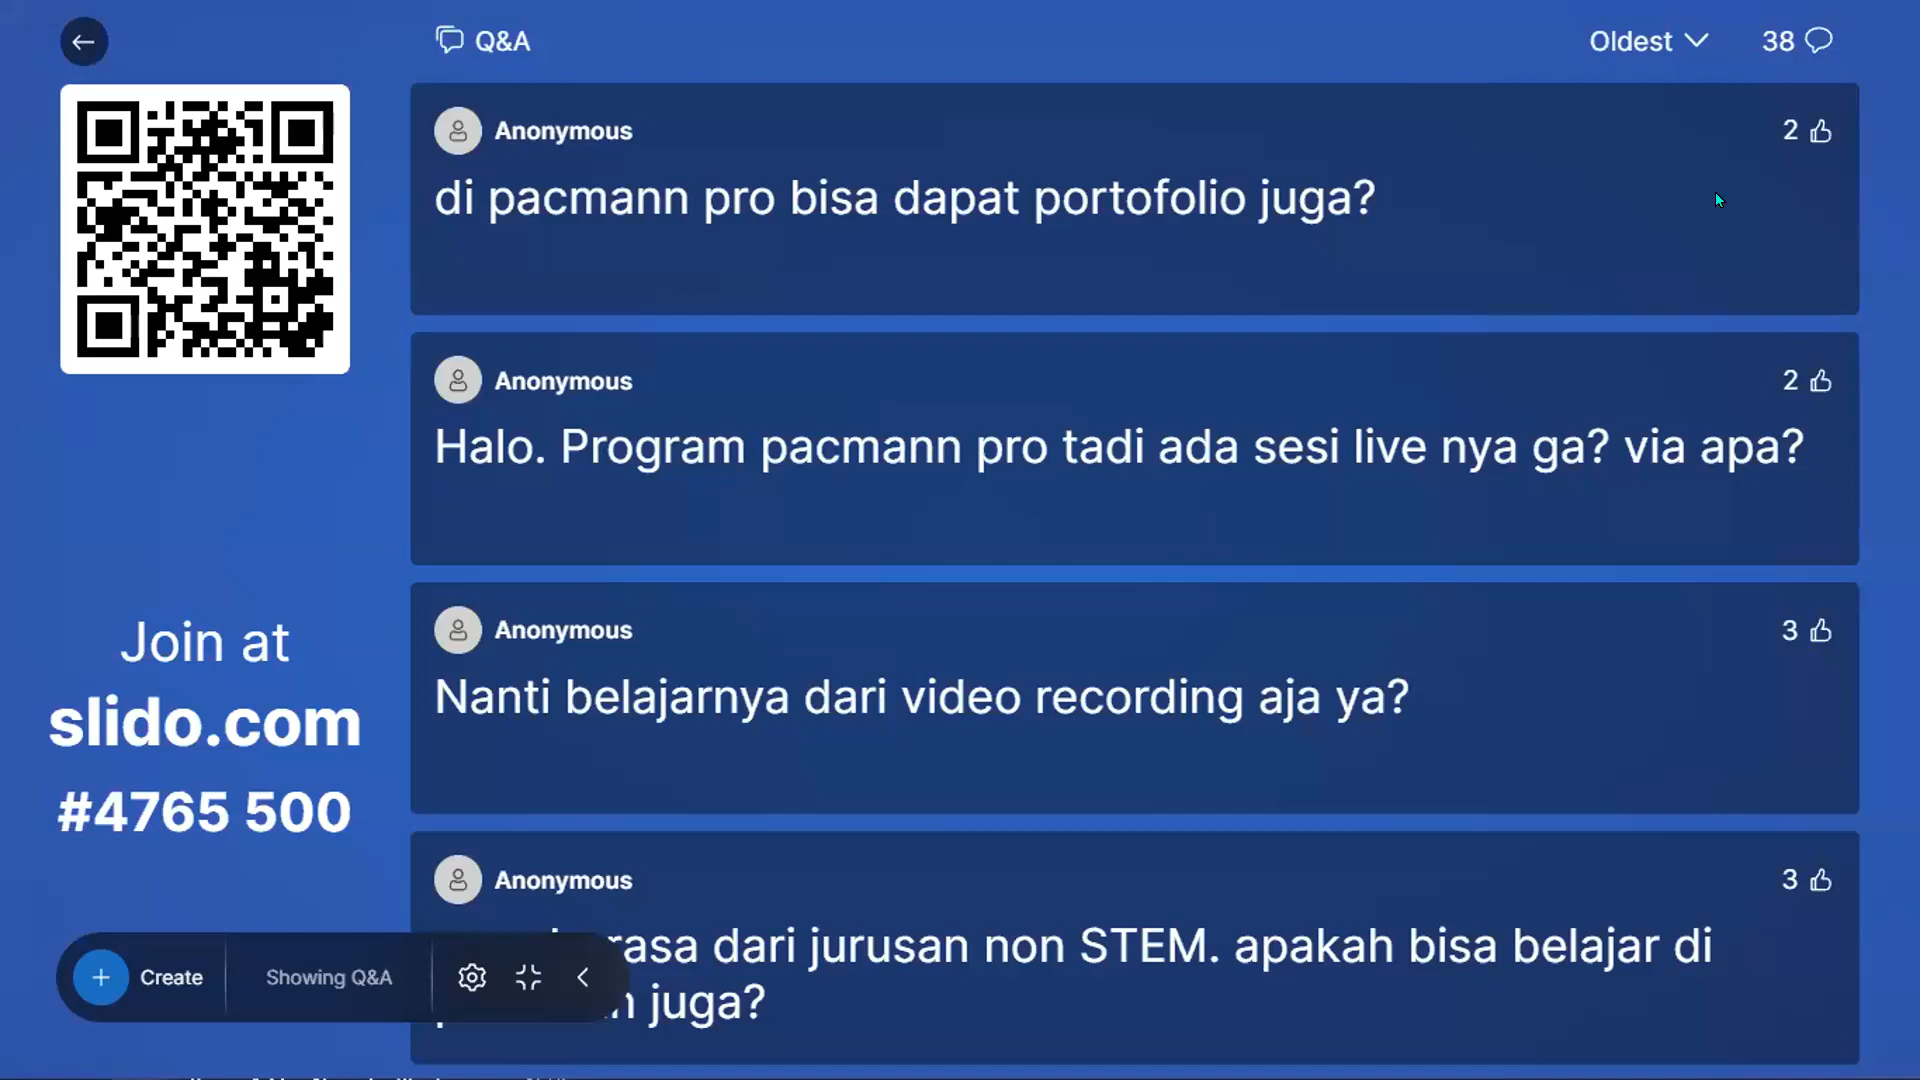 Q&A
Oldest
38
Anonymous
2
di pacmann pro bisa dapat portofolio juga?
Anonymous
2
Halo. Program pacmann pro tadi ada sesi live nya ga? via apa?
Anonymous
3
Nanti belajarnya dari video recording aja ya?
Anonymous
3
dari jurusan non STEM. apakah bisa belajar di
juga?
Join at
slido.com
#4765 500
Create
Showing Q&A